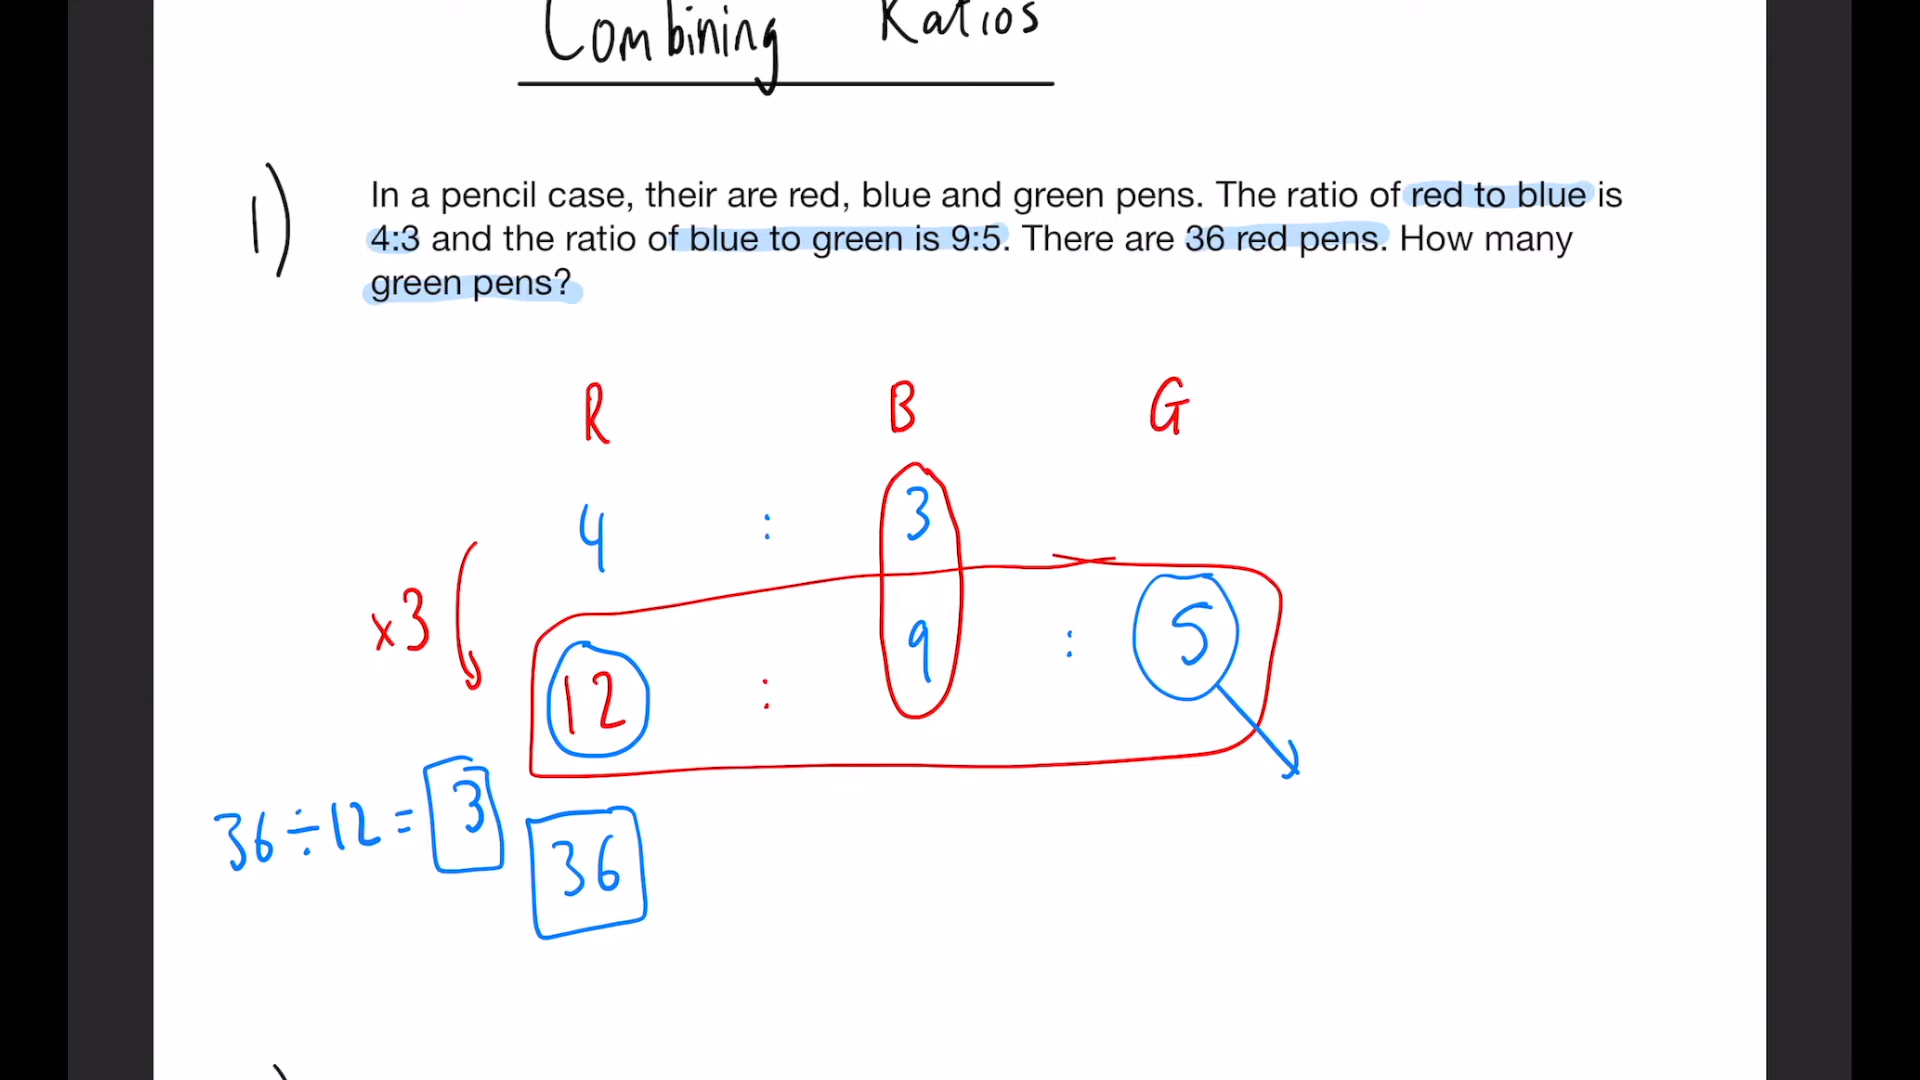 Combining Ratios
1) In a pencil case, their are red, blue and green pens. The ratio of red to blue is
4:3 and the ratio of blue to green is 9:5. There are 36 red pens. How many
green pens?
R B G
4 : 3
x3
12 : 9 : 5
36÷12= 3
36